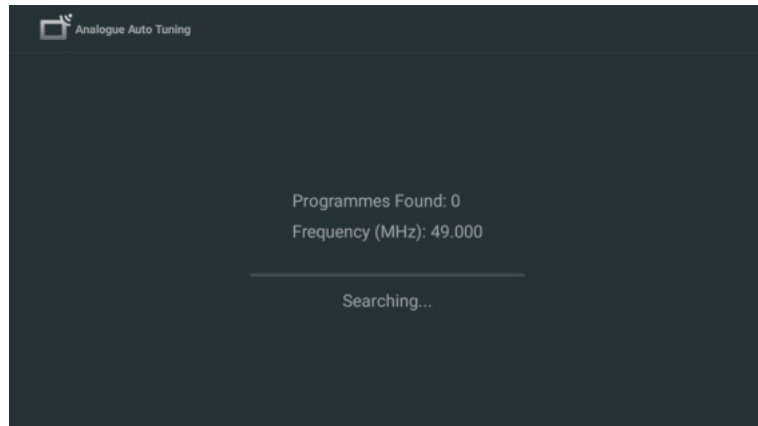 Analogue Auto Tuning
Programmes Found: 0
Frequency (MHz): 49.000
Searching...